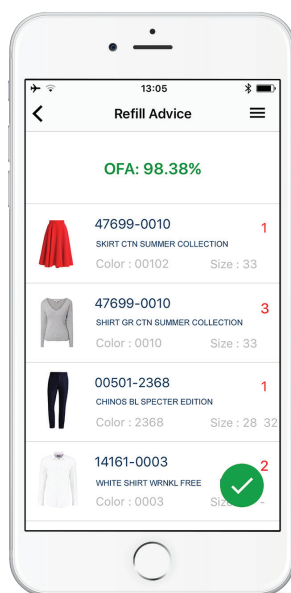 13:05
Refill Advice
OFA: 98.38%
47699-0010
1
SKIRT CTN SUMMER COLLECTION
Color : 00102 Size : 33
47699-0010
3
SHIRT GR CTN SUMMER COLLECTION
Color : 0010 Size : 33
00501-2368
1
CHINOS BL SPECTER EDITION
Color : 2368 Size : 28 32
14161-0003
2
WHITE SHIRT WRNKL FREE
Color : 0003 -